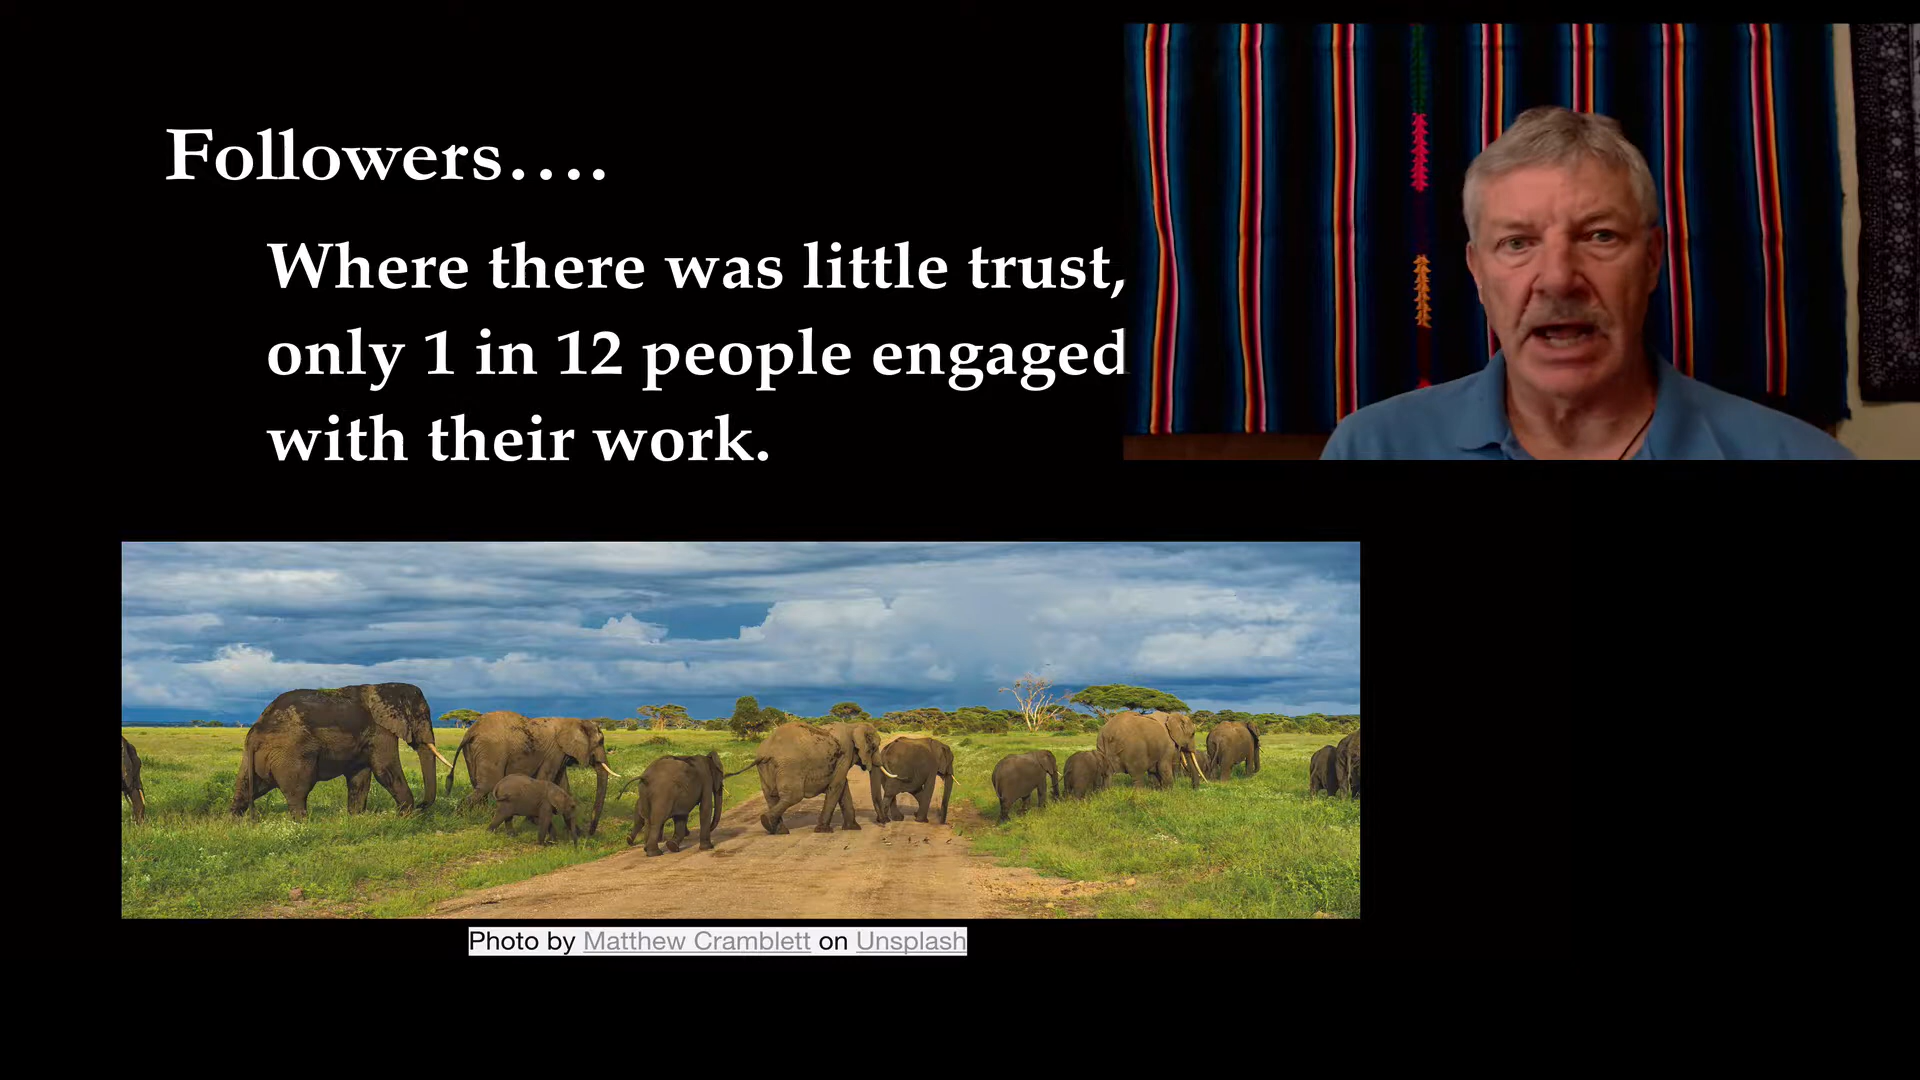 Followers....
Where there was little trust,
only 1 in 12 people engaged
with their work.
Photo by Matthew Cramblett on Unsplash